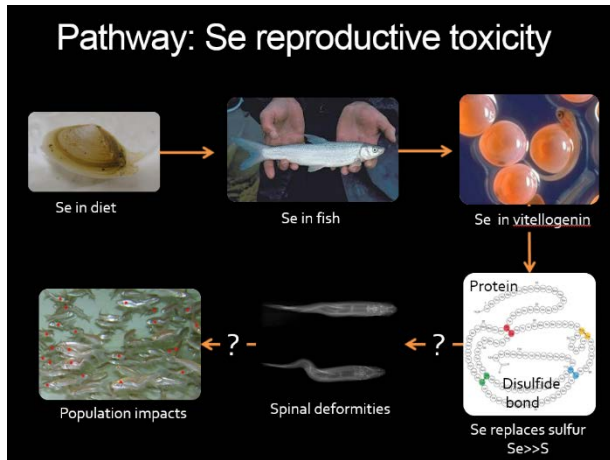 Pathway: Se reproductive toxicity
Se in diet
Se in fish
Se in vitellogenin
Protein
Disulfide
bond
Se replaces sulfur
Se>>S
?
Spinal deformities
?
Population impacts